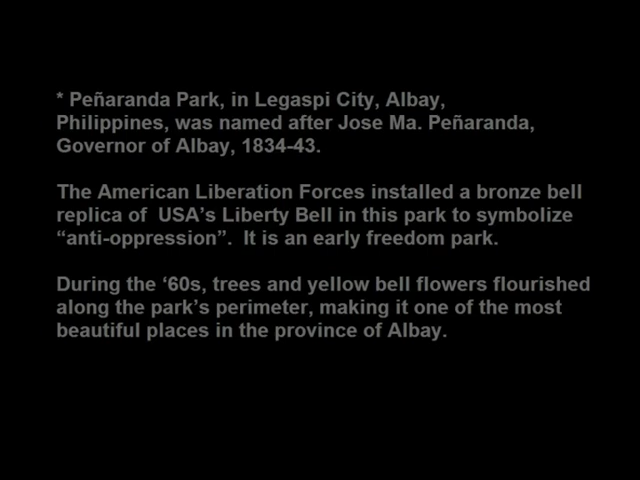 * Peñaranda Park, in Legaspi City, Albay,
Philippines, was named after Jose Ma. Peñaranda,
Governor of Albay, 1834-43.
The American Liberation Forces installed a bronze bell
replica of  USA’s Liberty Bell in this park to symbolize
“anti-oppression”.  It is an early freedom park.
During the ‘60s, trees and yellow bell flowers flourished
along the park’s perimeter, making it one of the most
beautiful places in the province of Albay.